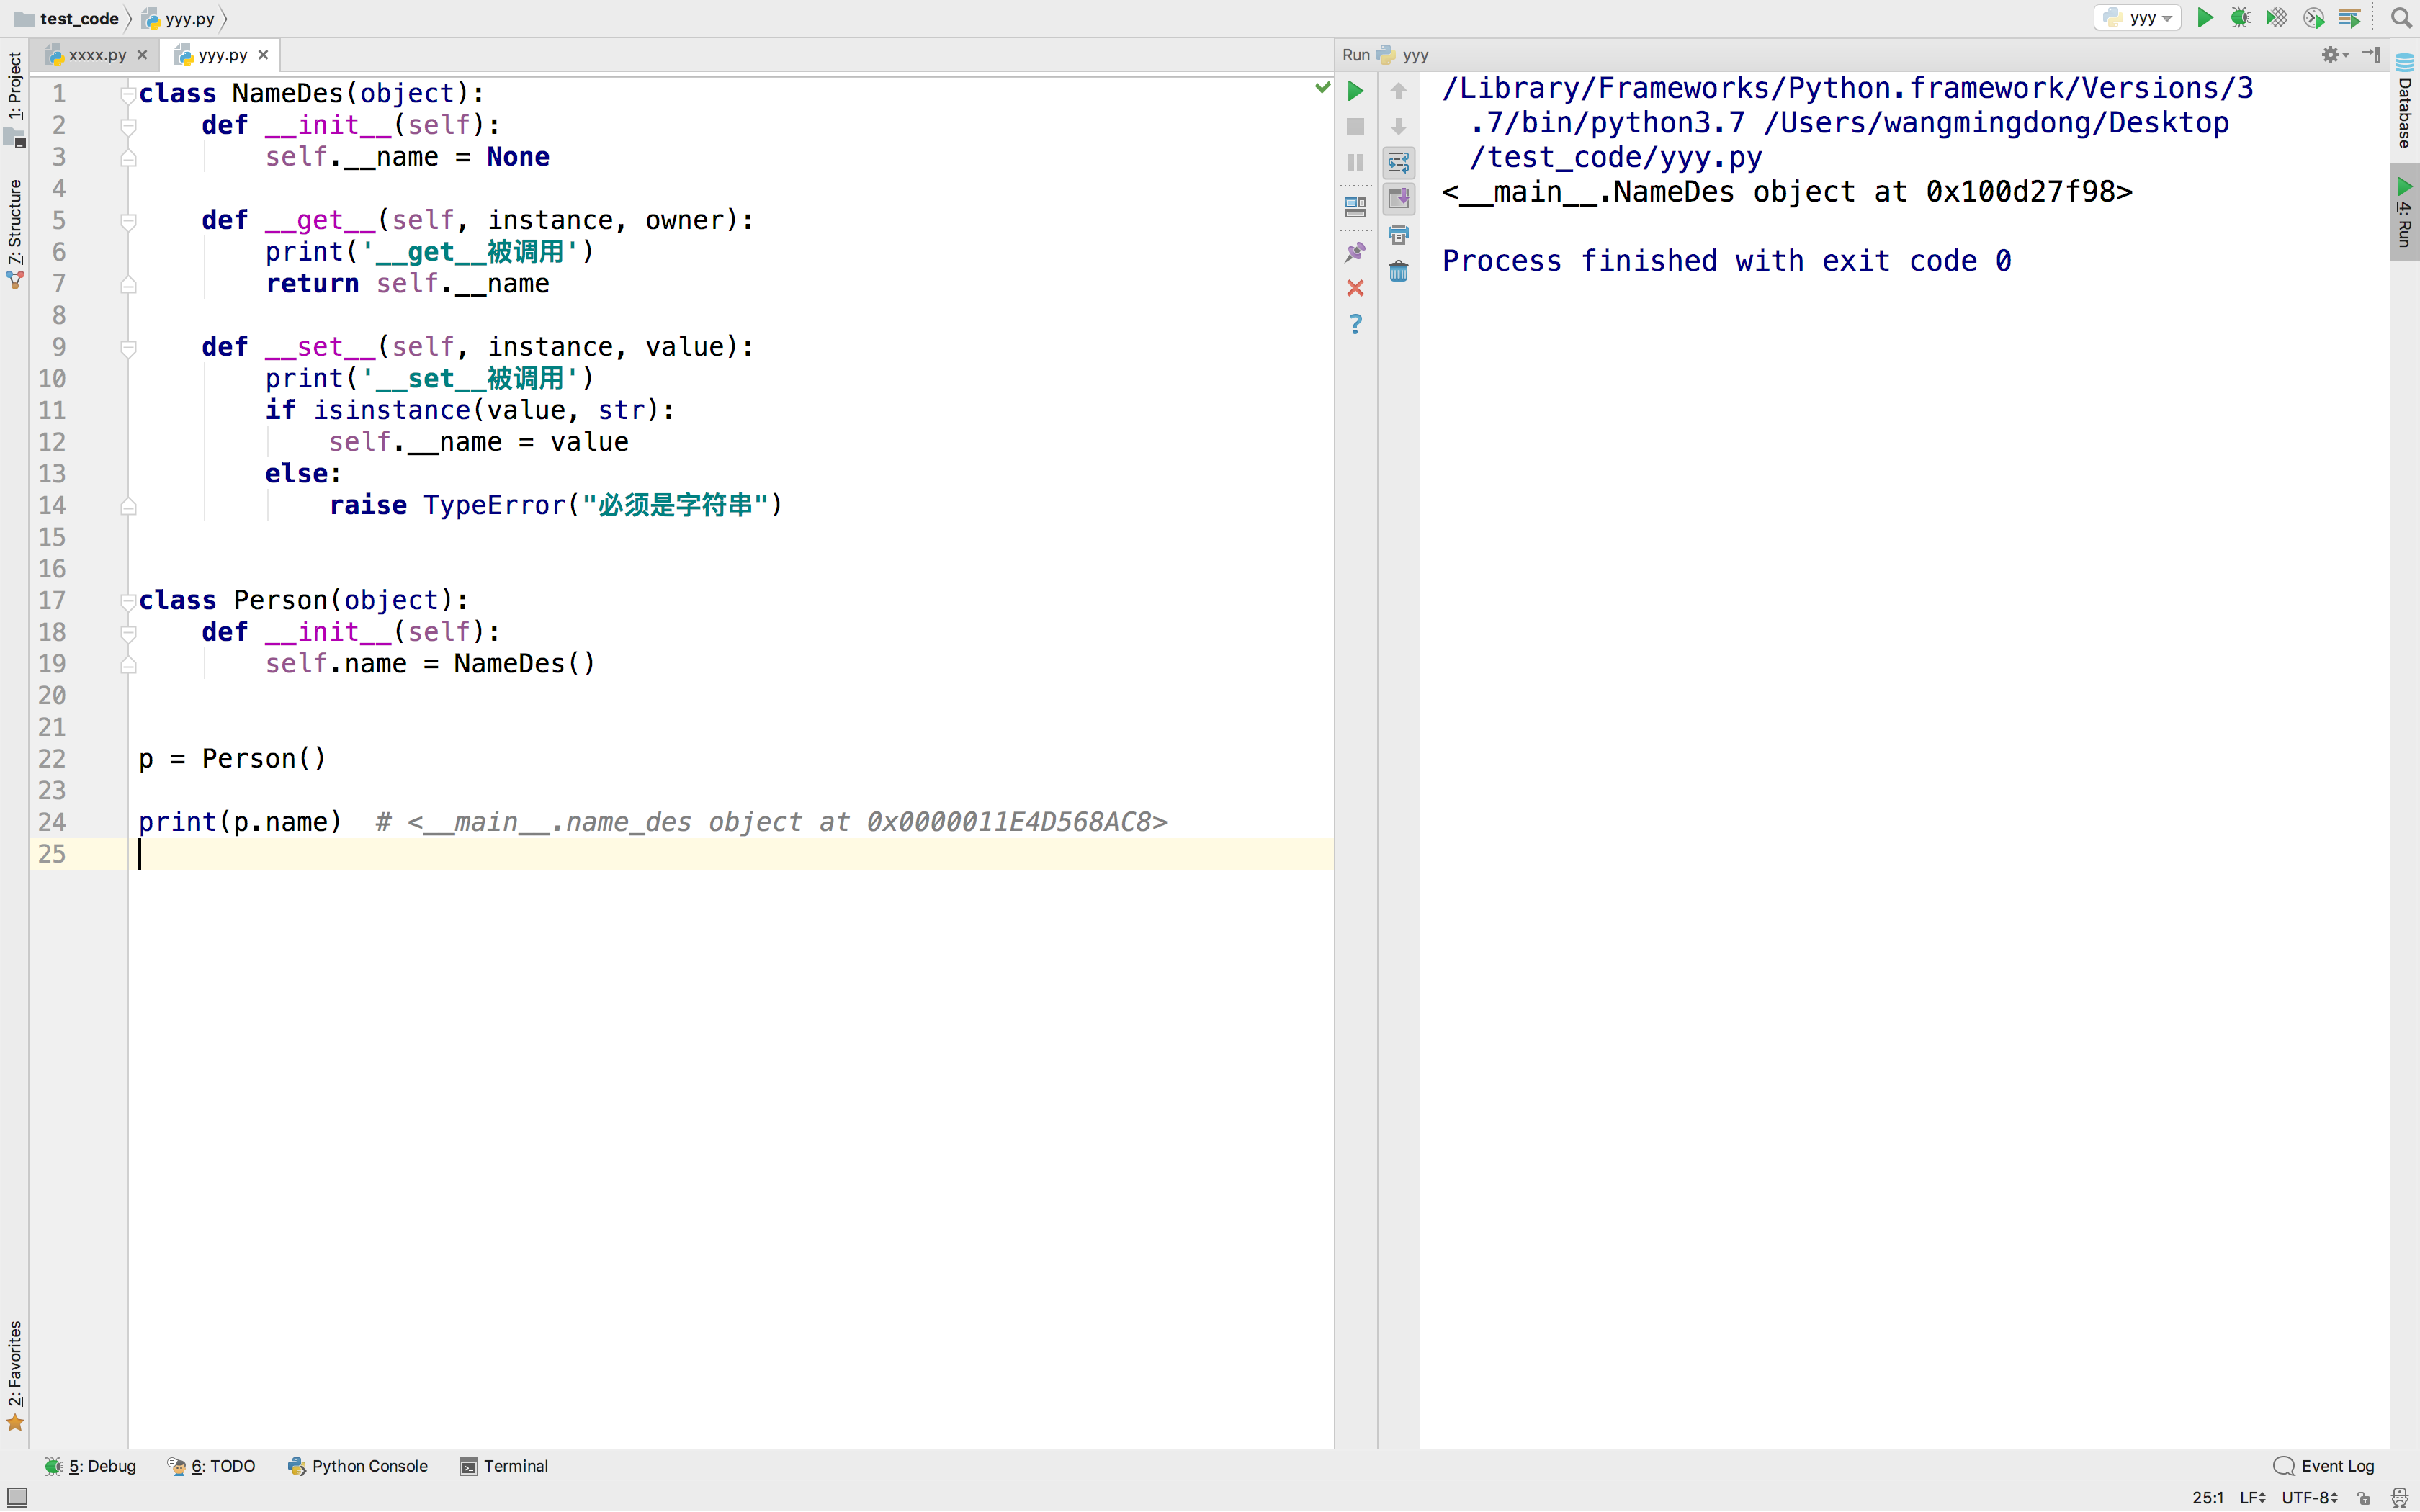 test_code
yyy.py
yyy
xxxx.py
yyy.py
Run
yyy
1: Project
7: Structure
2: Favorites
Database
4: Run
1 class NameDes(object):
2     def __init__(self):
3         self.__name = None
4
5     def __get__(self, instance, owner):
6         print('__get__被调用')
7         return self.__name
8
9     def __set__(self, instance, value):
10         print('__set__被调用')
11         if isinstance(value, str):
12             self.__name = value
13         else:
14             raise TypeError("必须是字符串")
15
16
17 class Person(object):
18     def __init__(self):
19         self.name = NameDes()
20
21
22 p = Person()
23
24 print(p.name)  # <__main__.name_des object at 0x0000011E4D568AC8>
25
/Library/Frameworks/Python.framework/Versions/3
.7/bin/python3.7 /Users/wangmingdong/Desktop
/test_code/yyy.py
<__main__.NameDes object at 0x100d27f98>
Process finished with exit code 0
5: Debug
6: TODO
Python Console
Terminal
Event Log
25:1
LF
UTF-8